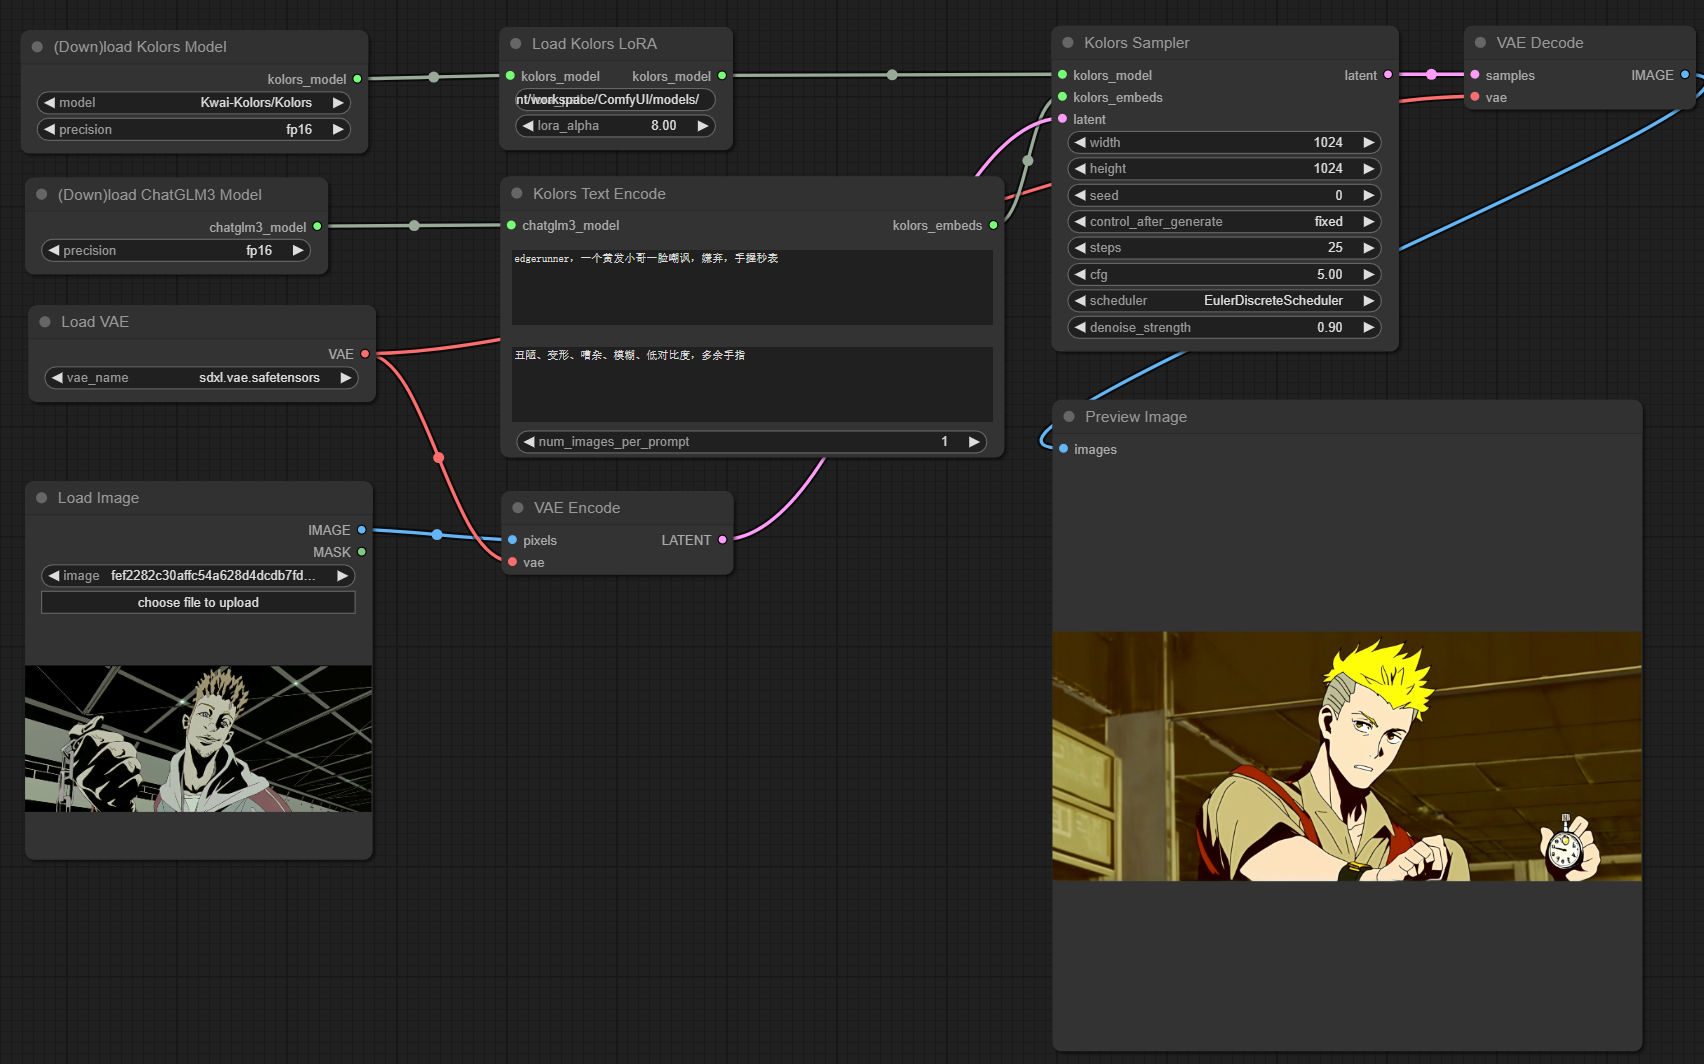 (Down)load Kolors Model
kolors_model
model Kwai-Kolors/Kolors
precision fp16
(Down)load ChatGLM3 Model
chatglm3_model
precision fp16
Load VAE
VAE
vae_name sdxl.vae.safetensors
Load Image
IMAGE
MASK
image fef2282c30affc54a628d4dcdb7fd...
choose file to upload
Load Kolors LoRA
kolors_model kolors_model
nt/workspace/ComfyUI/models/
lora_alpha 8.00
Kolors Text Encode
chatglm3_model kolors_embeds
edgerunner，一个黄发小哥一脸嘲讽，嫌弃，手握秒表
丑陋、变形、嘈杂、模糊、低对比度，多余手指
num_images_per_prompt 1
VAE Encode
pixels LATENT
vae
Kolors Sampler
kolors_model latent
kolors_embeds
latent
width 1024
height 1024
seed 0
control_after_generate fixed
steps 25
cfg 5.00
scheduler EulerDiscreteScheduler
denoise_strength 0.90
VAE Decode
samples IMAGE
vae
Preview Image
images